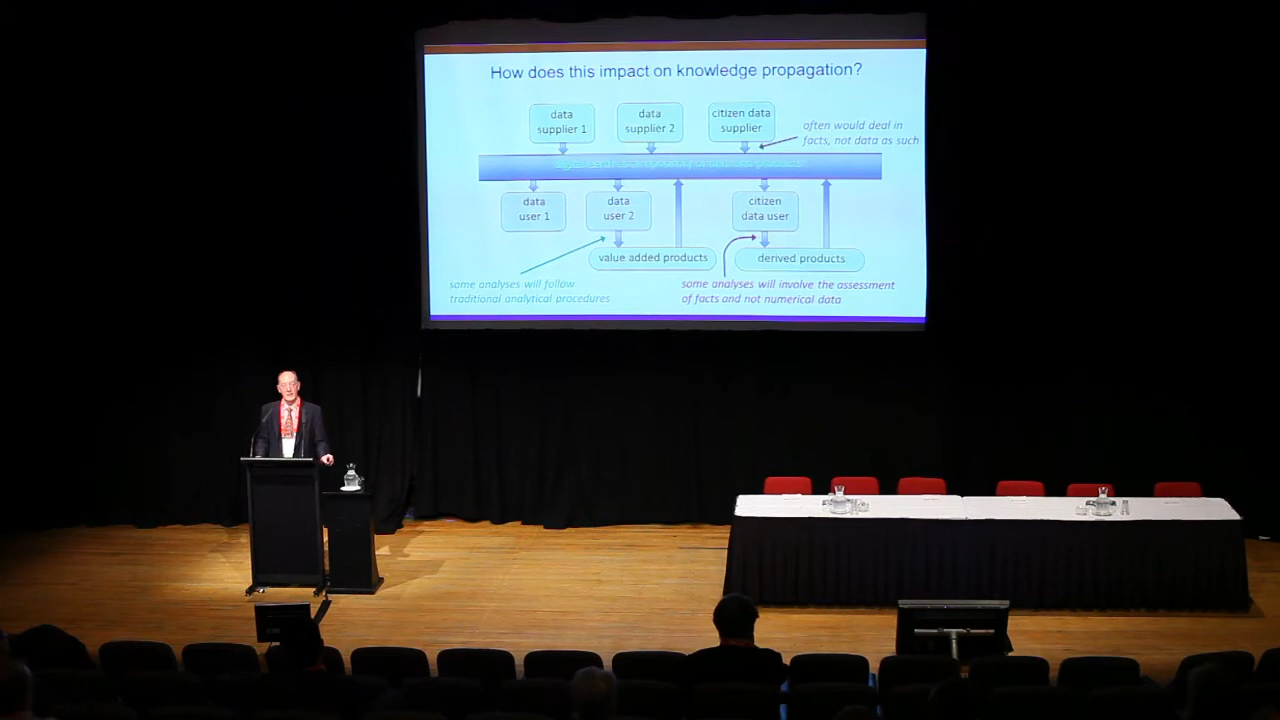 How does this impact on knowledge propagation?
data
supplier 1
data
supplier 2
citizen data
supplier
often would deal in
facts, not data as such
data
user 1
data
user 2
citizen
data user
value added products
derived products
some analyses will follow
traditional analytical procedures
some analyses will involve the assessment
of facts and not numerical data